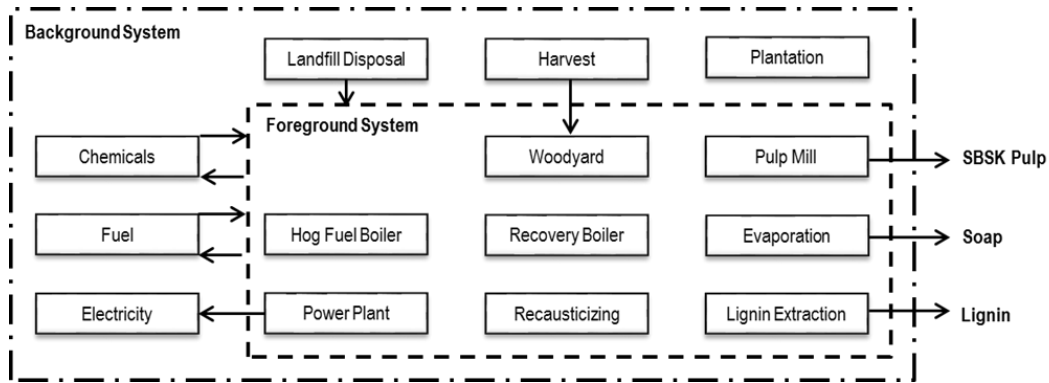 Background System
Landfill Disposal
Harvest
Plantation
Foreground System
Chemicals
Woodyard
Pulp Mill
SBSK Pulp
Fuel
Hog Fuel Boiler
Recovery Boiler
Evaporation
Soap
Electricity
Power Plant
Recausticizing
Lignin Extraction
Lignin